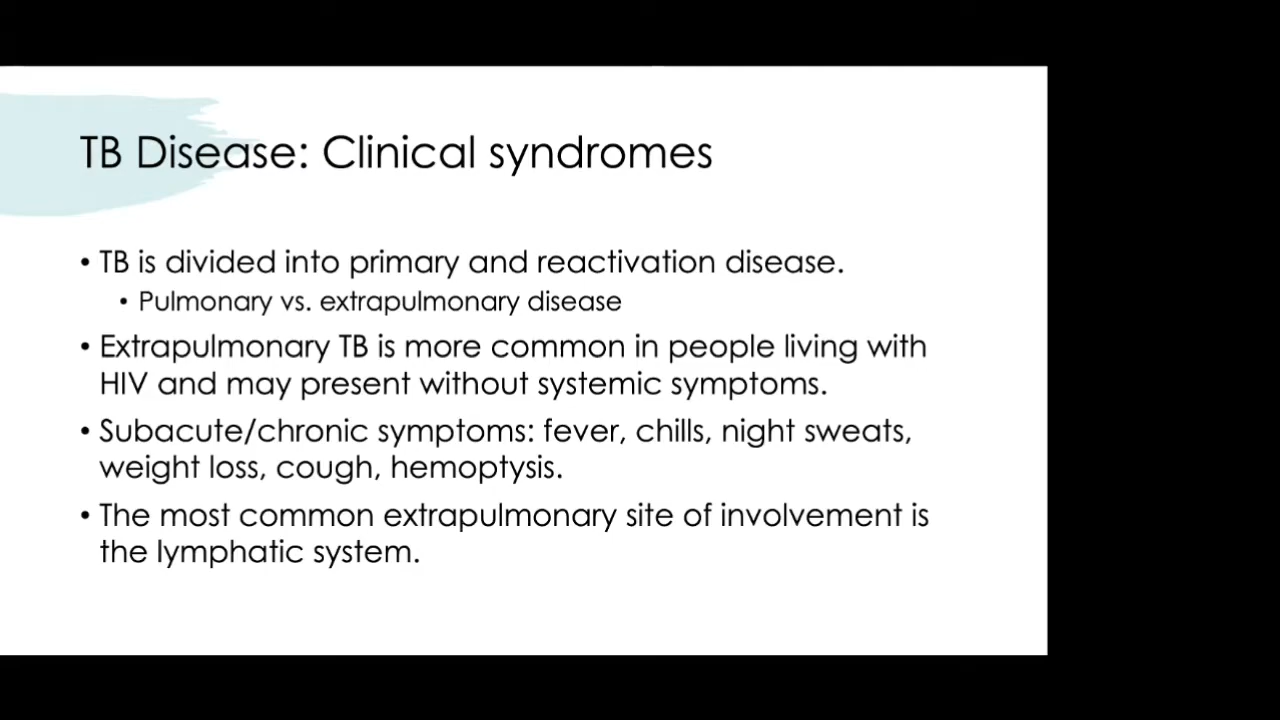 TB Disease: Clinical syndromes
• TB is divided into primary and reactivation disease.
• Pulmonary vs. extrapulmonary disease
• Extrapulmonary TB is more common in people living with
HIV and may present without systemic symptoms.
• Subacute/chronic symptoms: fever, chills, night sweats,
weight loss, cough, hemoptysis.
• The most common extrapulmonary site of involvement is
the lymphatic system.